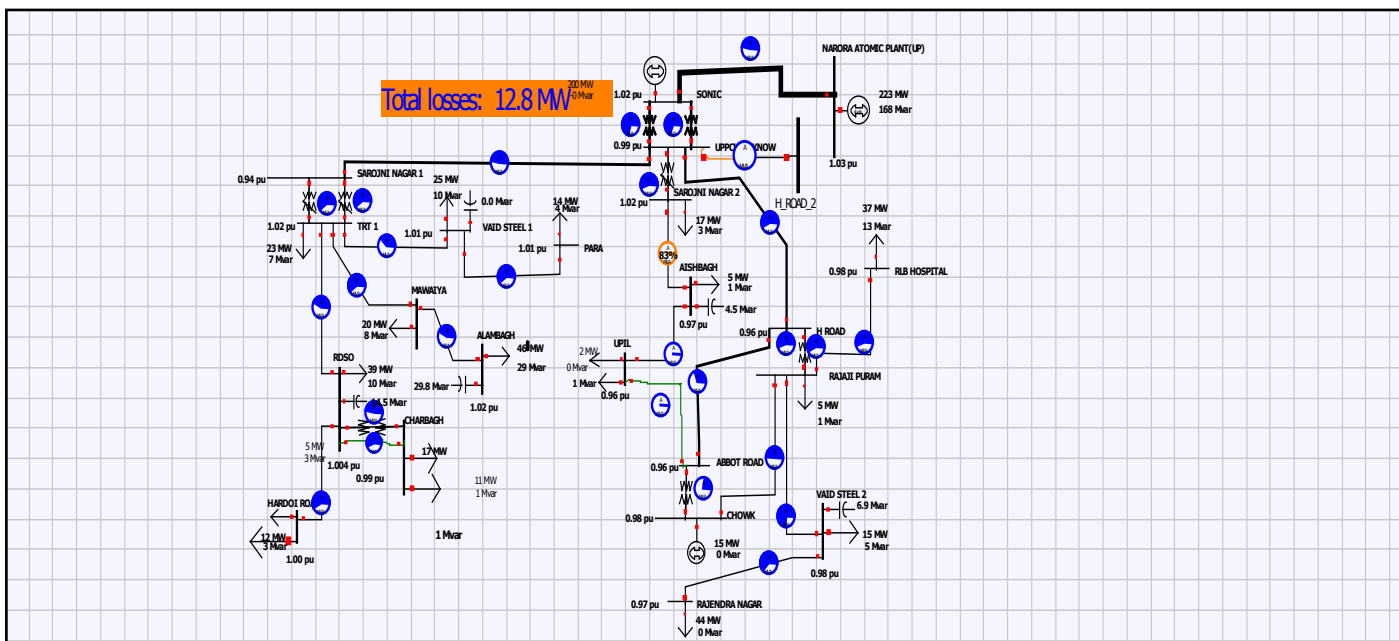 NARORA ATOMIC PLANT(UP)
Total losses: 12.8 MW
200 MW
1.02 pu
SONIC
223 MW
168 Mvar
0.99 pu
1.03 pu
0.94 pu
SAROJNI NAGAR 1
25 MW
10 Mvar
0.0 Mvar
14 MW
4 Mvar
SAROJNI NAGAR 2
1.02 pu
17 MW
3 Mvar
H_ROAD_2
37 MW
13 Mvar
1.02 pu
TRT 1
1.01 pu
VAID STEEL 1
1.01 pu
PARA
23 MW
7 Mvar
83%
AISHBAGH
5 MW
1 Mvar
0.98 pu
RLB HOSPITAL
MAWAIYA
4.5 Mvar
0.97 pu
20 MW
8 Mvar
ALAMBAGH
46 MW
29 Mvar
UPIL
2 MW
0 Mvar
1 Mvar
0.96 pu
0.96 pu
H ROAD
RAJAJI PURAM
RDSO
39 MW
10 Mvar
29.8 Mvar
1.02 pu
5 MW
1 Mvar
CHARBAGH
5 MW
3 Mvar
1.004 pu
0.99 pu
17 MW
11 MW
1 Mvar
0.96 pu
ABBOT ROAD
HARDOI
12 MW
3 Mvar
1.00 pu
1 Mvar
0.98 pu
CHOWK
15 MW
0 Mvar
VAID STEEL 2
6.9 Mvar
15 MW
5 Mvar
0.98 pu
0.97 pu
RAJENDRA NAGAR
44 MW
0 Mvar